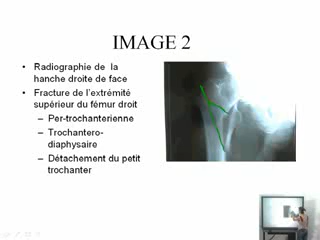 IMAGE 2
• Radiographie de la
hanche droite de face
• Fracture de l'extrémité
supérieur du fémur droit
– Per-trochanterienne
– Trochantero-
diaphysaire
– Détachement du petit
trochanter